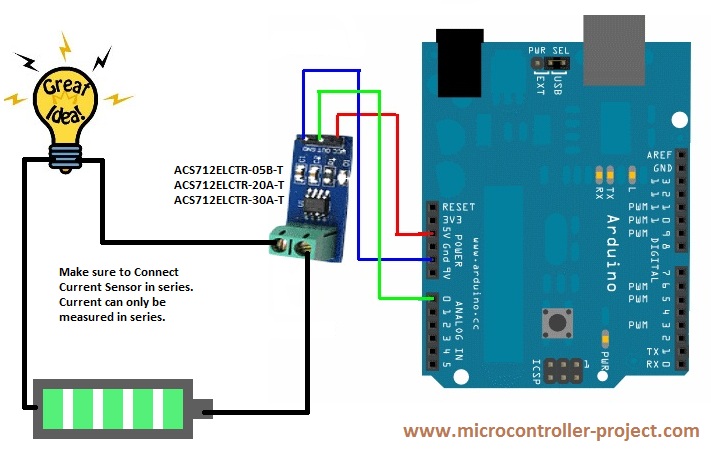 Great
Idea!
ACS712ELCTR-05B-T
ACS712ELCTR-20A-T
ACS712ELCTR-30A-T
VCC OUT GND
Make sure to Connect
Current Sensor in series.
Current can only be
measured in series.
PWR SEL
EXT
USB
AREF
GND
13
12
11
10
9
8
PWM
PWM
PWM
RX
TX
L
Arduino
www.arduino.cc
DIGITAL
RESET
3V3
5V
Gnd
9V
POWER
ANALOG IN
0
1
2
3
4
5
7
6
5
4
3
2
1
0
PWM
PWM
PWM
TX
RX
PWR
ICSP
1
www.microcontroller-project.com